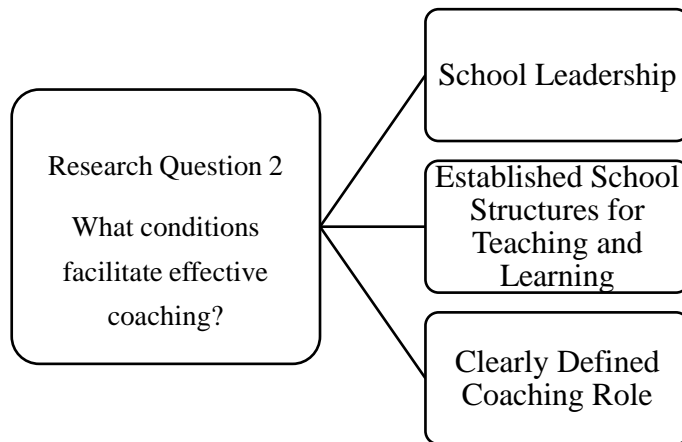 Research Question 2
What conditions
facilitate effective
coaching?
School Leadership
Established School
Structures for
Teaching and
Learning
Clearly Defined
Coaching Role